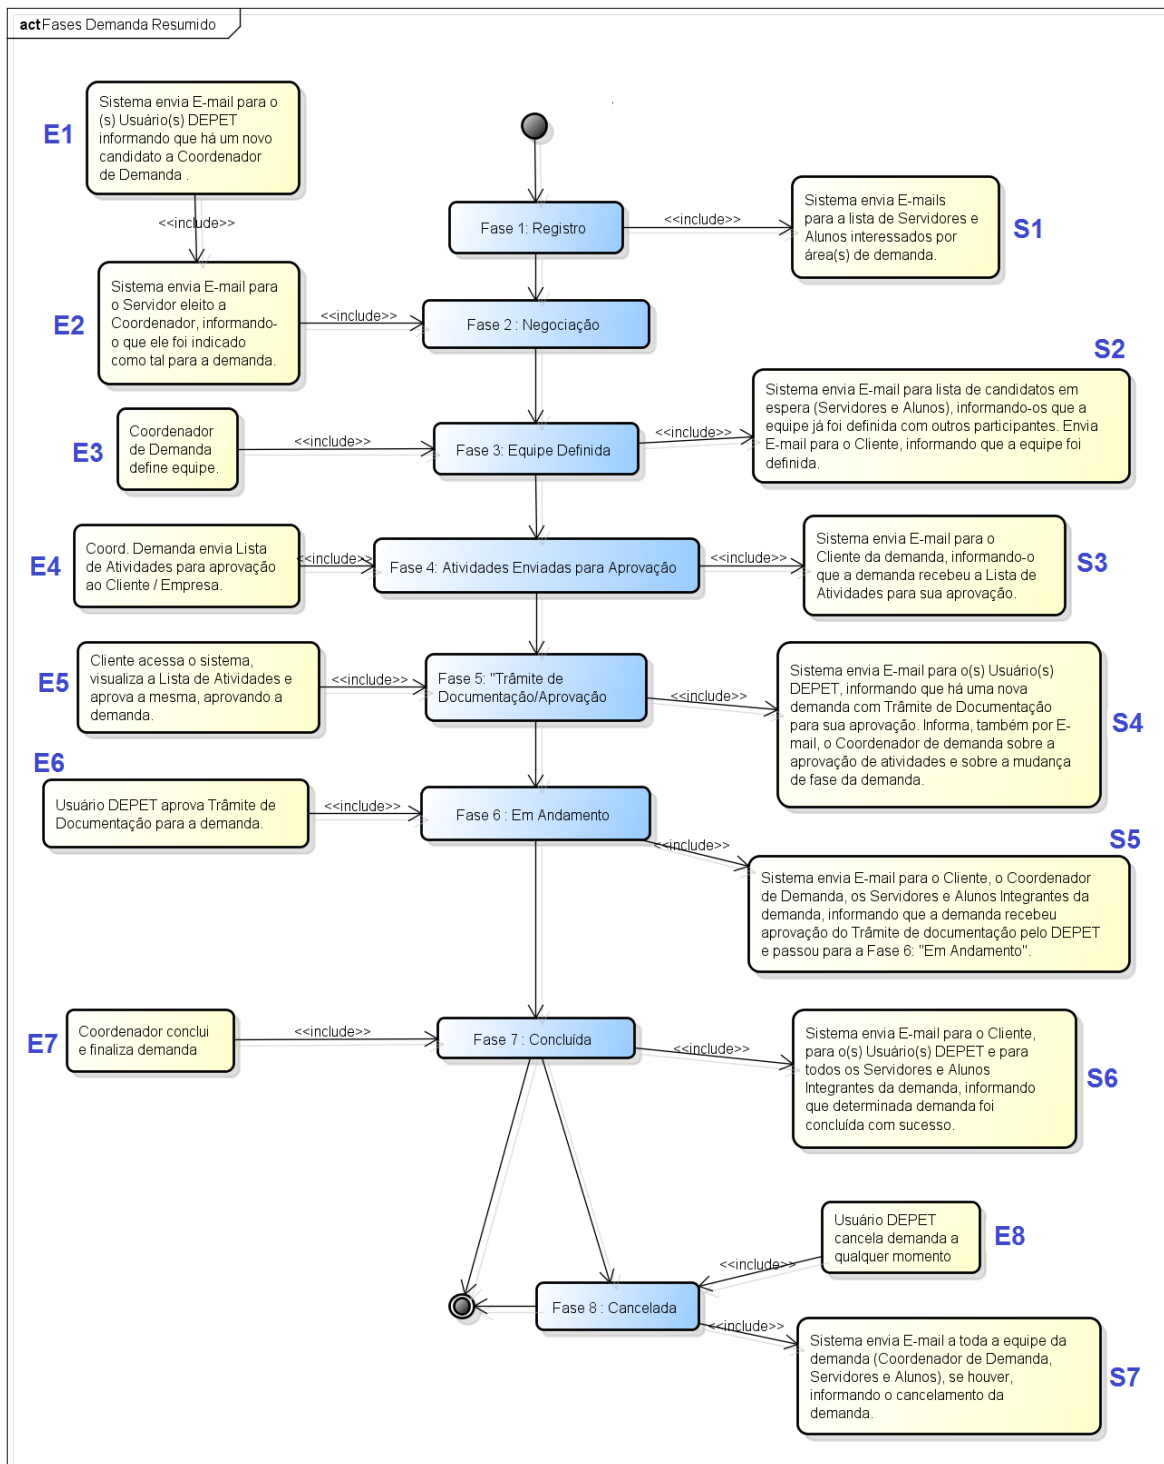 act Fases Demanda Resumido
E1
Sistema envia E-mail para o
(s) Usuário(s) DEPET
informando que há um novo
candidato a Coordenador
de Demanda .
<<include>>
Fase 1: Registro
<<include>>
Sistema envia E-mails
para a lista de Servidores e
Alunos interessados por
área(s) de demanda.
S1
E2
Sistema envia E-mail para
o Servidor eleito a
Coordenador, informando-
o que ele foi indicado
como tal para a demanda.
<<include>>
Fase 2 : Negociação
S2
E3
Coordenador
de Demanda
define equipe.
<<include>>
Fase 3: Equipe Definida
<<include>>
Sistema envia E-mail para lista de candidatos em
espera (Servidores e Alunos), informando-os que a
equipe já foi definida com outros participantes. Envia
E-mail para o Cliente, informando que a equipe foi
definida.
E4
Coord. Demanda envia Lista
de Atividades para aprovação
ao Cliente / Empresa.
<<include>>
Fase 4: Atividades Enviadas para Aprovação
<<include>>
Sistema envia E-mail para o
Cliente da demanda, informando-o
que a demanda recebeu a Lista de
Atividades para sua aprovação.
S3
E5
Cliente acessa o sistema,
visualiza a Lista de Atividades e
aprova a mesma, aprovando a
demanda.
<<include>>
Fase 5: "Trâmite de
Documentação/Aprovação
<<include>>
Sistema envia E-mail para o(s) Usuário(s)
DEPET, informando que há uma nova
demanda com Trâmite de Documentação
para sua aprovação. Informa, também por E-
mail, o Coordenador de demanda sobre a
aprovação de atividades e sobre a mudança
de fase da demanda.
S4
E6
Usuário DEPET aprova Trâmite de
Documentação para a demanda.
<<include>>
Fase 6 : Em Andamento
<<include>>
S5
Sistema envia E-mail para o Cliente, o Coordenador
de Demanda, os Servidores e Alunos Integrantes da
demanda, informando que a demanda recebeu
aprovação do Trâmite de documentação pelo DEPET
e passou para a Fase 6: "Em Andamento".
E7
Coordenador conclui
e finaliza demanda
<<include>>
Fase 7 : Concluída
<<include>>
Sistema envia E-mail para o Cliente,
para o(s) Usuário(s) DEPET e para
todos os Servidores e Alunos
Integrantes da demanda, informando
que determinada demanda foi
concluída com sucesso.
S6
Usuário DEPET
cancela demanda a
qualquer momento
E8
<<include>>
Fase 8 : Cancelada
<<include>>
Sistema envia E-mail a toda a equipe da
demanda (Coordenador de Demanda,
Servidores e Alunos), se houver,
informando o cancelamento da
demanda.
S7